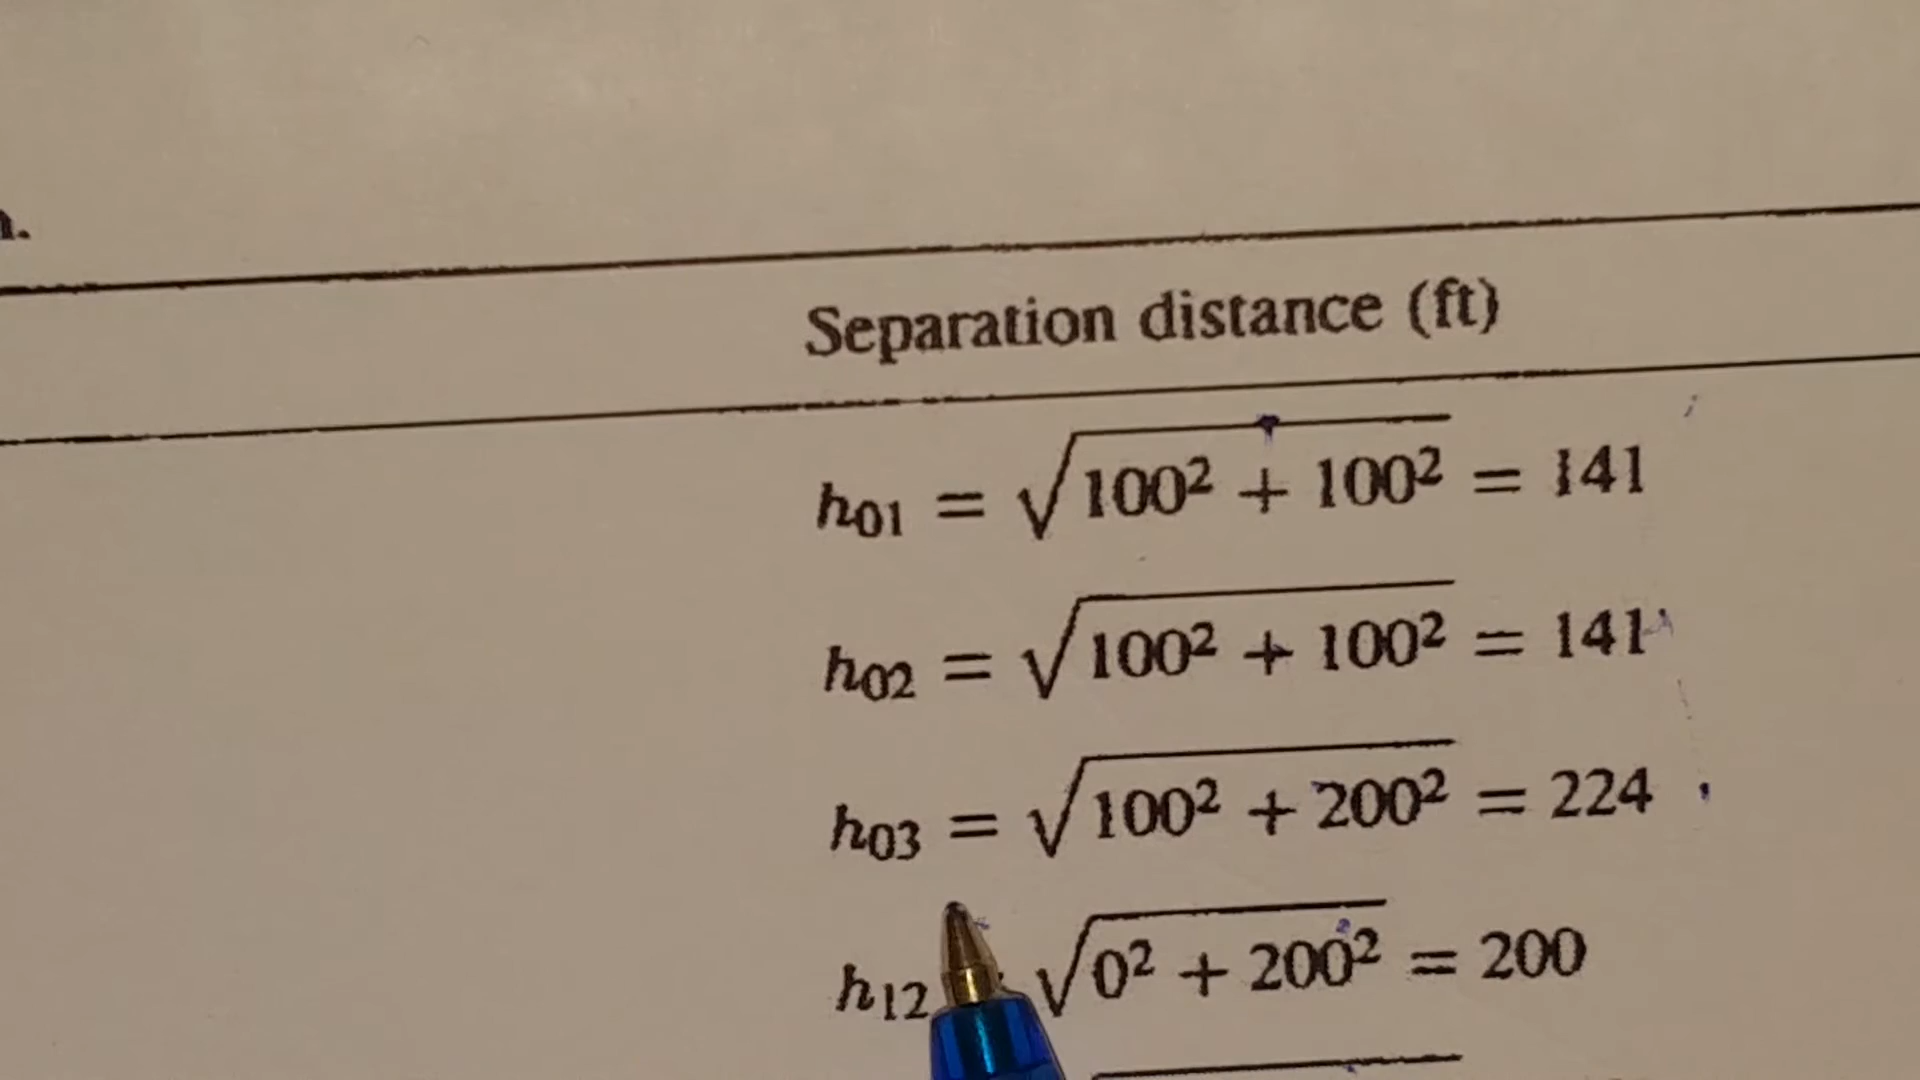 Separation distance (ft)
h₀₁ = √100² + 100² = 141
h₀₂ = √100² + 100² = 141
h₀₃ = √100² + 200² = 224
h₁₂ √0² + 200² = 200